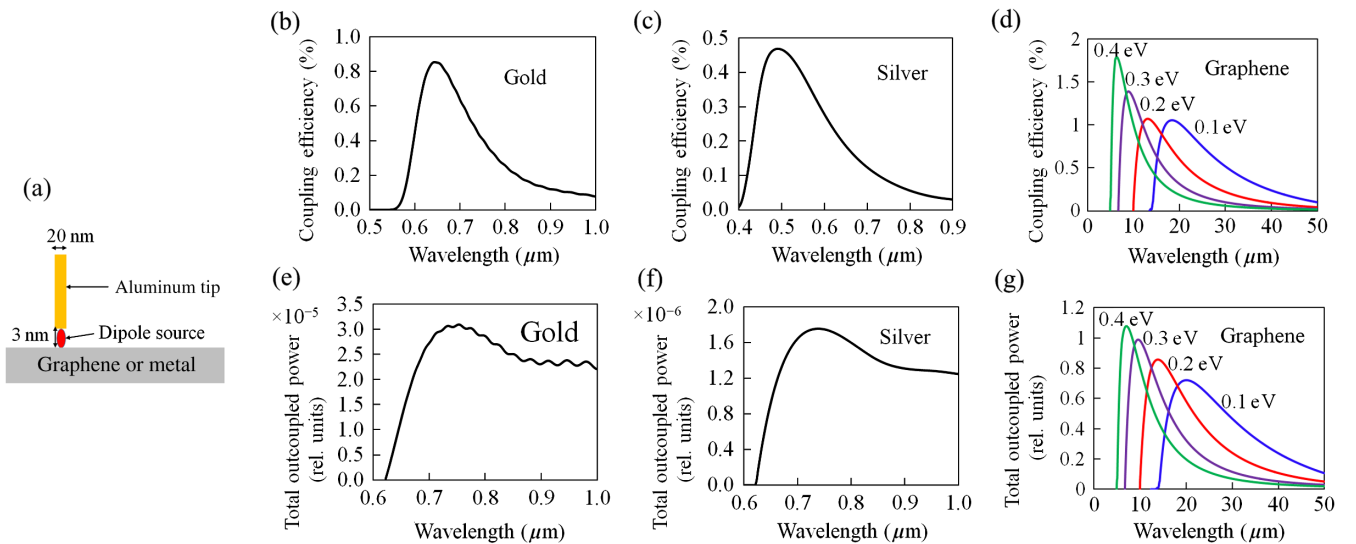 (a)
20 nm
Aluminum tip
3 nm
Dipole source
Graphene or metal
(b)
Coupling efficiency (%)
1.0
0.8
0.6
0.4
0.2
0.0
Gold
0.5 0.6 0.7 0.8 0.9 1.0
Wavelength (μm)
(c)
Coupling efficiency (%)
0.5
0.4
0.3
0.2
0.1
0.0
Silver
0.4 0.5 0.6 0.7 0.8 0.9
Wavelength (μm)
(d)
Coupling efficiency (%)
2
1.5
1
0.5
0
0.4 eV
0.3 eV
0.2 eV
0.1 eV
Graphene
0 10 20 30 40 50
Wavelength (μm)
(e)
×10⁻⁵
Total outcoupled power
(rel. units)
3.5
3.0
2.5
2.0
1.5
1.0
0.5
0.0
Gold
0.6 0.7 0.8 0.9 1.0
Wavelength (μm)
(f)
×10⁻⁶
Total outcoupled power
(rel. units)
2.0
1.6
1.2
0.8
0.4
0.0
Silver
0.6 0.7 0.8 0.9 1.0
Wavelength (μm)
(g)
Total outcoupled power
(rel. units)
1.2
1
0.8
0.6
0.4
0.2
0
0.4 eV
0.3 eV
0.2 eV
0.1 eV
Graphene
0 10 20 30 40 50
Wavelength (μm)